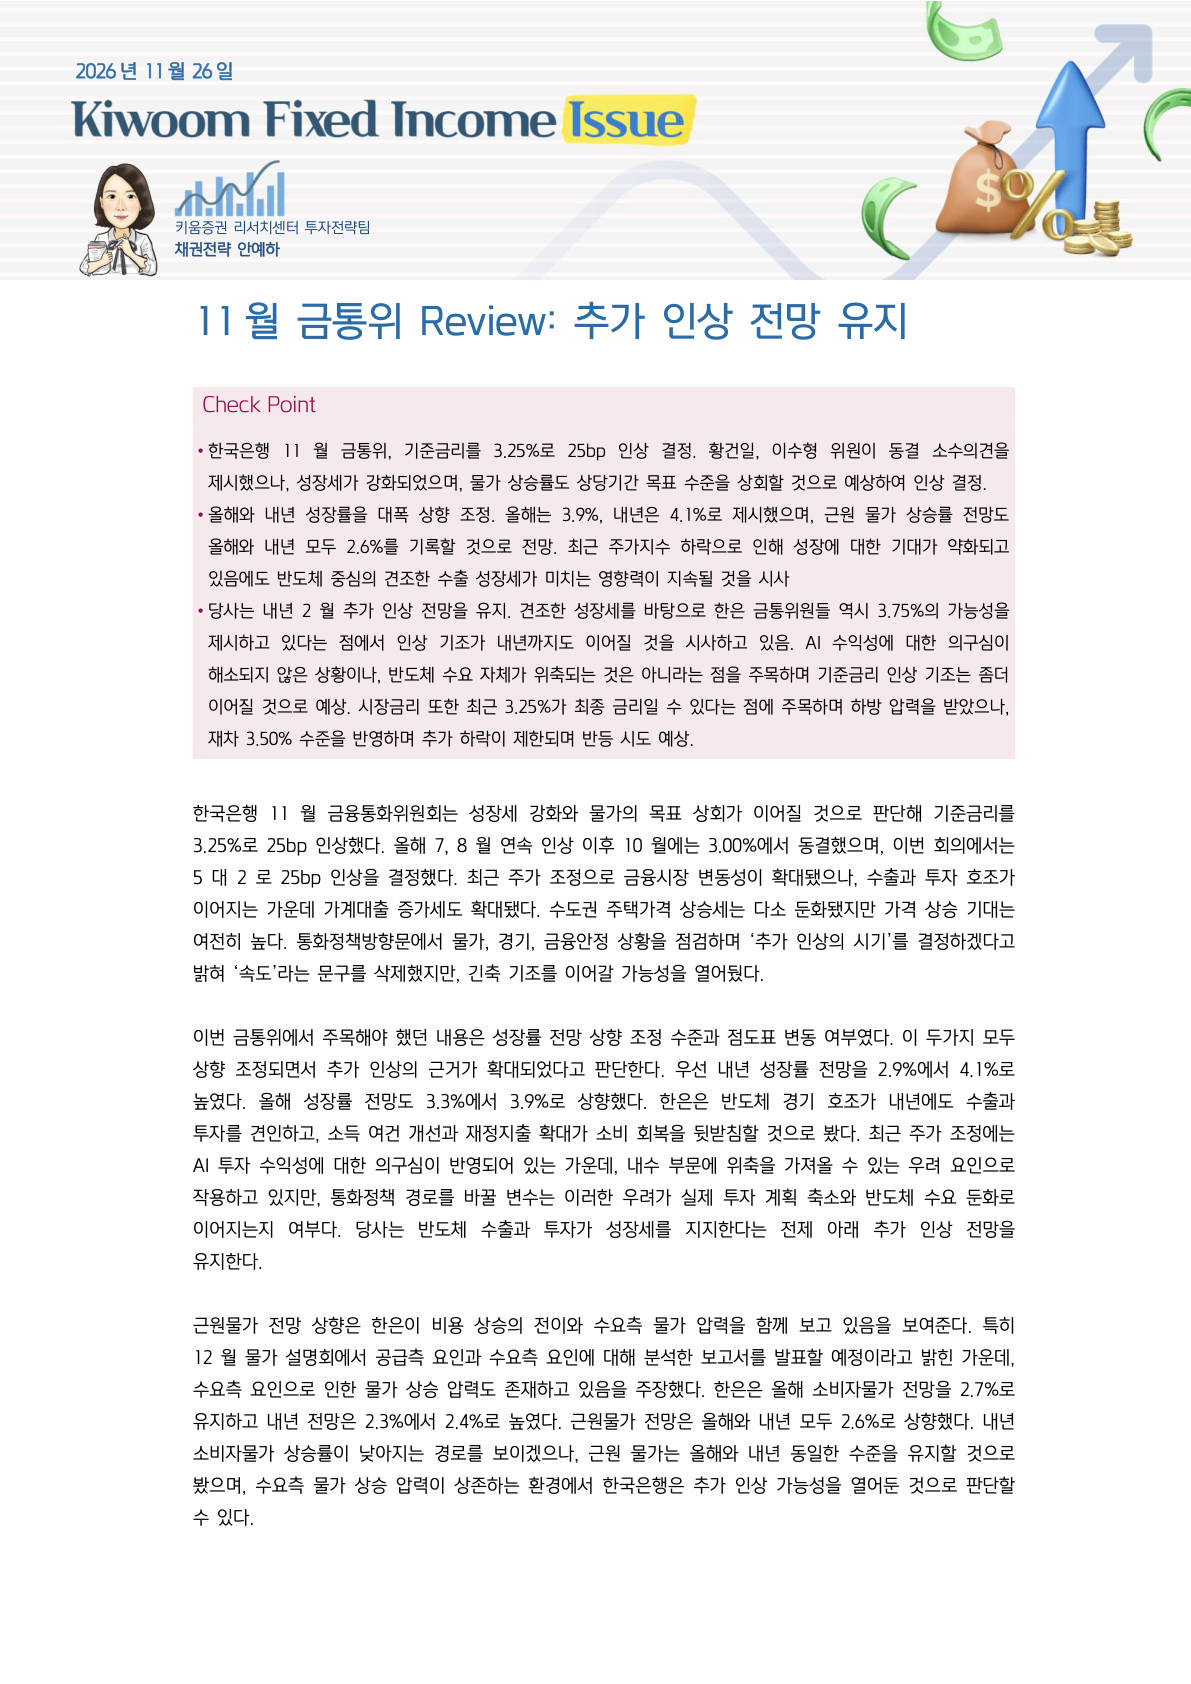 2026년 11월 26일
Kiwoom Fixed Income Issue
키움증권 리서치센터 투자전략팀
채권전략 안예하
11월 금통위 Review: 추가 인상 전망 유지
Check Point
• 한국은행 11 월 금통위, 기준금리를 3.25%로 25bp 인상 결정. 황건일, 이수형 위원이 동결 소수의견을
제시했으나, 성장세가 강화되었으며, 물가 상승률도 상당기간 목표 수준을 상회할 것으로 예상하여 인상 결정.
• 올해와 내년 성장률을 대폭 상향 조정. 올해는 3.9%, 내년은 4.1%로 제시했으며, 근원 물가 상승률 전망도
올해와 내년 모두 2.6%를 기록할 것으로 전망. 최근 주가지수 하락으로 인해 성장에 대한 기대가 약화되고
있음에도 반도체 중심의 견조한 수출 성장세가 미치는 영향력이 지속될 것을 시사
• 당사는 내년 2 월 추가 인상 전망을 유지. 견조한 성장세를 바탕으로 한은 금통위원들 역시 3.75%의 가능성을
제시하고 있다는 점에서 인상 기조가 내년까지도 이어질 것을 시사하고 있음. AI 수익성에 대한 의구심이
해소되지 않은 상황이나, 반도체 수요 자체가 위축되는 것은 아니라는 점을 주목하며 기준금리 인상 기조는 좀더
이어질 것으로 예상. 시장금리 또한 최근 3.25%가 최종 금리일 수 있다는 점에 주목하며 하방 압력을 받았으나,
재차 3.50% 수준을 반영하며 추가 하락이 제한되며 반등 시도 예상.
한국은행 11 월 금융통화위원회는 성장세 강화와 물가의 목표 상회가 이어질 것으로 판단해 기준금리를
3.25%로 25bp 인상했다. 올해 7, 8 월 연속 인상 이후 10 월에는 3.00%에서 동결했으며, 이번 회의에서는
5 대 2 로 25bp 인상을 결정했다. 최근 주가 조정으로 금융시장 변동성이 확대됐으나, 수출과 투자 호조가
이어지는 가운데 가계대출 증가세도 확대됐다. 수도권 주택가격 상승세는 다소 둔화됐지만 가격 상승 기대는
여전히 높다. 통화정책방향문에서 물가, 경기, 금융안정 상황을 점검하며 ‘추가 인상의 시기’를 결정하겠다고
밝혀 ‘속도’라는 문구를 삭제했지만, 긴축 기조를 이어갈 가능성을 열어뒀다.
이번 금통위에서 주목해야 했던 내용은 성장률 전망 상향 조정 수준과 점도표 변동 여부였다. 이 두가지 모두
상향 조정되면서 추가 인상의 근거가 확대되었다고 판단한다. 우선 내년 성장률 전망을 2.9%에서 4.1%로
높였다. 올해 성장률 전망도 3.3%에서 3.9%로 상향했다. 한은은 반도체 경기 호조가 내년에도 수출과
투자를 견인하고, 소득 여건 개선과 재정지출 확대가 소비 회복을 뒷받침할 것으로 봤다. 최근 주가 조정에는
AI 투자 수익성에 대한 의구심이 반영되어 있는 가운데, 내수 부문에 위축을 가져올 수 있는 우려 요인으로
작용하고 있지만, 통화정책 경로를 바꿀 변수는 이러한 우려가 실제 투자 계획 축소와 반도체 수요 둔화로
이어지는지 여부다. 당사는 반도체 수출과 투자가 성장세를 지지한다는 전제 아래 추가 인상 전망을
유지한다.
근원물가 전망 상향은 한은이 비용 상승의 전이와 수요측 물가 압력을 함께 보고 있음을 보여준다. 특히
12 월 물가 설명회에서 공급측 요인과 수요측 요인에 대해 분석한 보고서를 발표할 예정이라고 밝힌 가운데,
수요측 요인으로 인한 물가 상승 압력도 존재하고 있음을 주장했다. 한은은 올해 소비자물가 전망을 2.7%로
유지하고 내년 전망은 2.3%에서 2.4%로 높였다. 근원물가 전망은 올해와 내년 모두 2.6%로 상향했다. 내년
소비자물가 상승률이 낮아지는 경로를 보이겠으나, 근원 물가는 올해와 내년 동일한 수준을 유지할 것으로
봤으며, 수요측 물가 상승 압력이 상존하는 환경에서 한국은행은 추가 인상 가능성을 열어둔 것으로 판단할
수 있다.